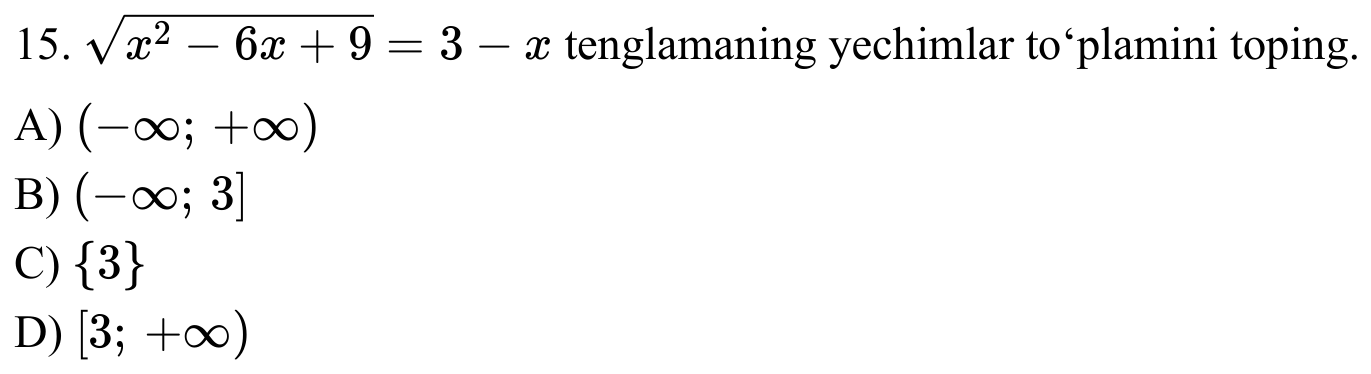 15. √(x² − 6x + 9) = 3 − x tenglamaning yechimlar to‘plamini toping.
A) (−∞; +∞)
B) (−∞; 3]
C) {3}
D) [3; +∞)